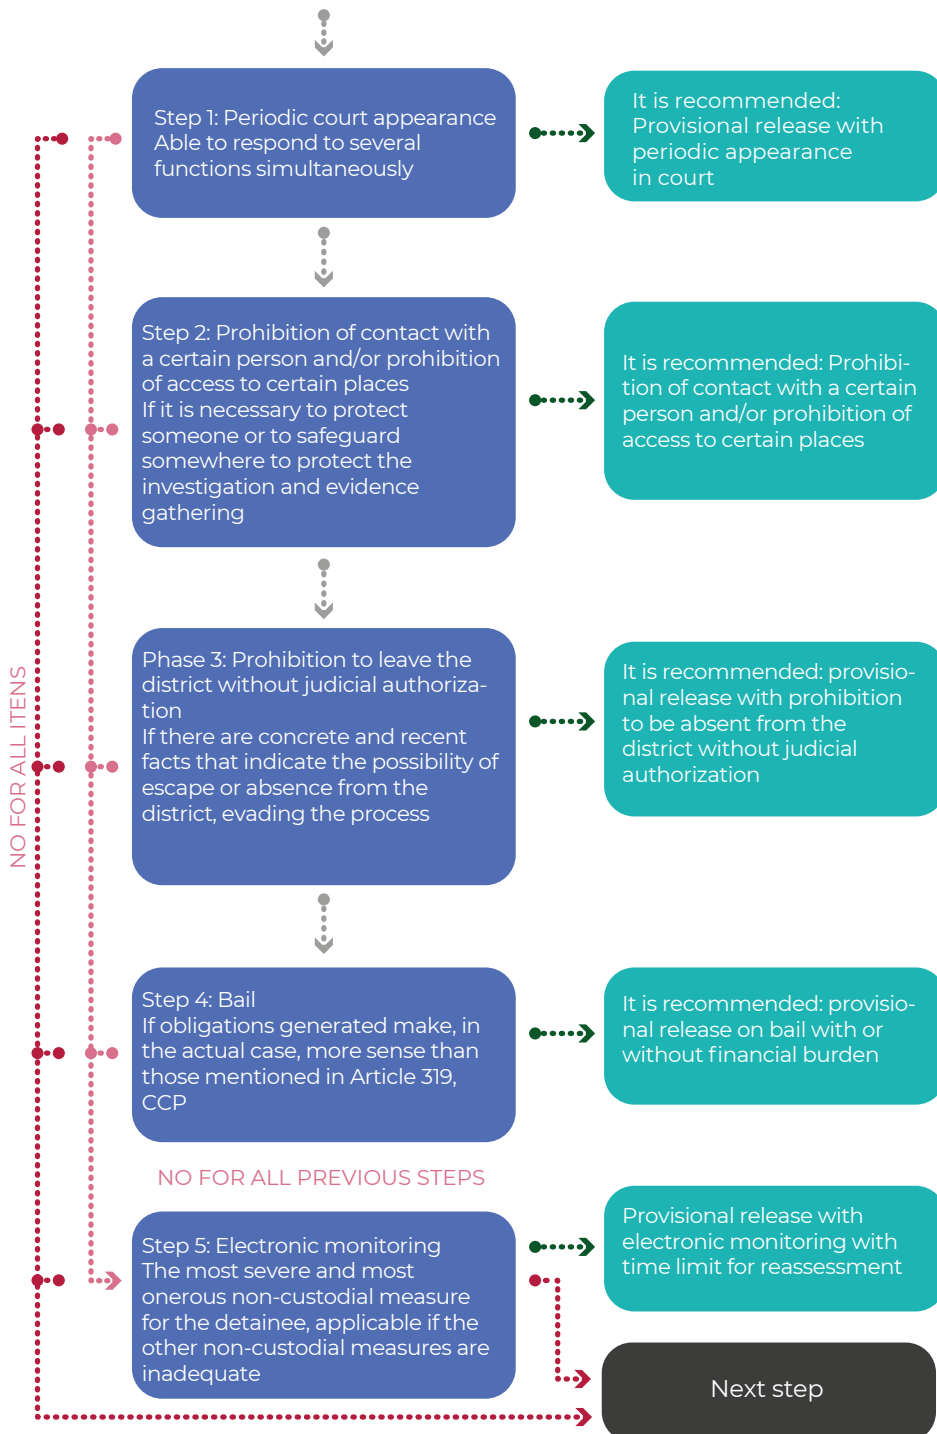 Step 1: Periodic court appearance
Able to respond to several
functions simultaneously
It is recommended:
Provisional release with
periodic appearance
in court
Step 2: Prohibition of contact with
a certain person and/or prohibition
of access to certain places
If it is necessary to protect
someone or to safeguard
somewhere to protect the
investigation and evidence
gathering
It is recommended: Prohibi-
tion of contact with a certain
person and/or prohibition of
access to certain places
Phase 3: Prohibition to leave the
district without judicial authoriza-
tion
If there are concrete and recent
facts that indicate the possibility of
escape or absence from the
district, evading the process
It is recommended: provisio-
nal release with prohibition
to be absent from the
district without judicial
authorization
NO FOR ALL ITENS
Step 4: Bail
If obligations generated make, in
the actual case, more sense than
those mentioned in Article 319,
CCP
It is recommended: provisio-
nal release on bail with or
without financial burden
NO FOR ALL PREVIOUS STEPS
Step 5: Electronic monitoring
The most severe and most
onerous non-custodial measure
for the detainee, applicable if the
other non-custodial measures are
inadequate
Provisional release with
electronic monitoring with
time limit for reassessment
Next step